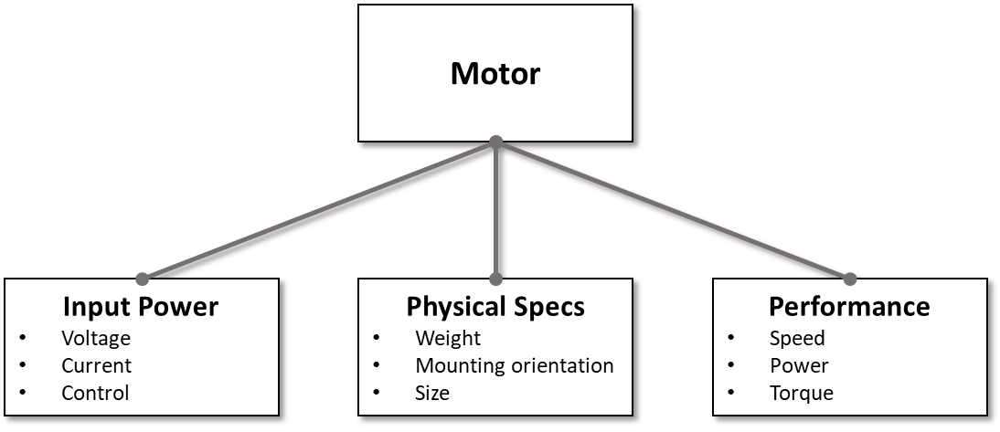 Motor
Input Power
• Voltage
• Current
• Control
Physical Specs
• Weight
• Mounting orientation
• Size
Performance
• Speed
• Power
• Torque